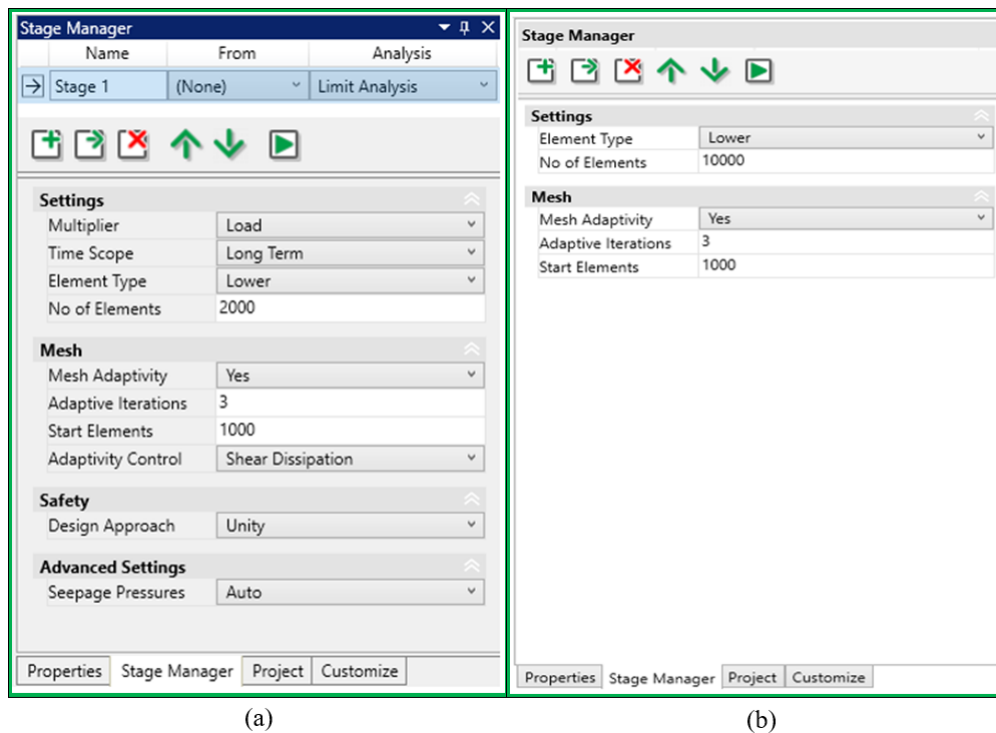 Stage Manager
Name From Analysis
Stage 1 (None) Limit Analysis
Settings
Multiplier Load
Time Scope Long Term
Element Type Lower
No of Elements 2000
Mesh
Mesh Adaptivity Yes
Adaptive Iterations 3
Start Elements 1000
Adaptivity Control Shear Dissipation
Safety
Design Approach Unity
Advanced Settings
Seepage Pressures Auto
Properties Stage Manager Project Customize
(a)
Stage Manager
Settings
Element Type Lower
No of Elements 10000
Mesh
Mesh Adaptivity Yes
Adaptive Iterations 3
Start Elements 1000
Properties Stage Manager Project Customize
(b)